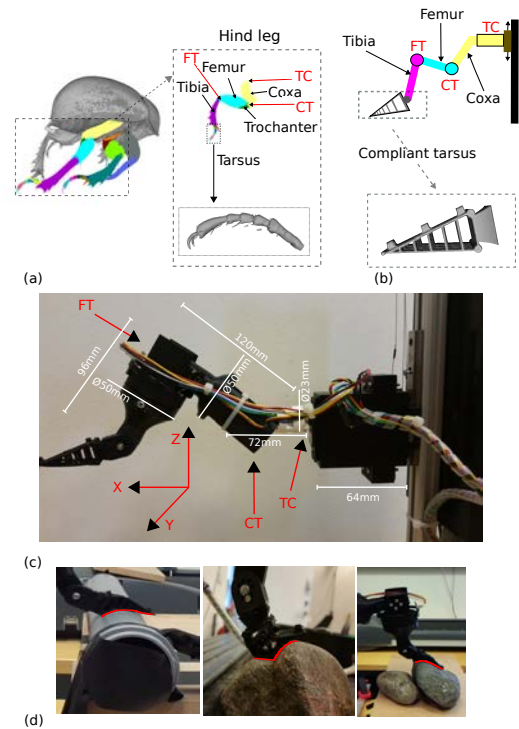 Hind leg
FT
Femur
Tibia
TC
Coxa
CT
Trochanter
Tarsus
(a)
Femur
TC
Tibia
FT
CT
Coxa
Compliant tarsus
(b)
FT
120mm
96mm
Ø50mm
Ø50mm
Ø23mm
Z
72mm
X
TC
64mm
Y
CT
(c)
(d)